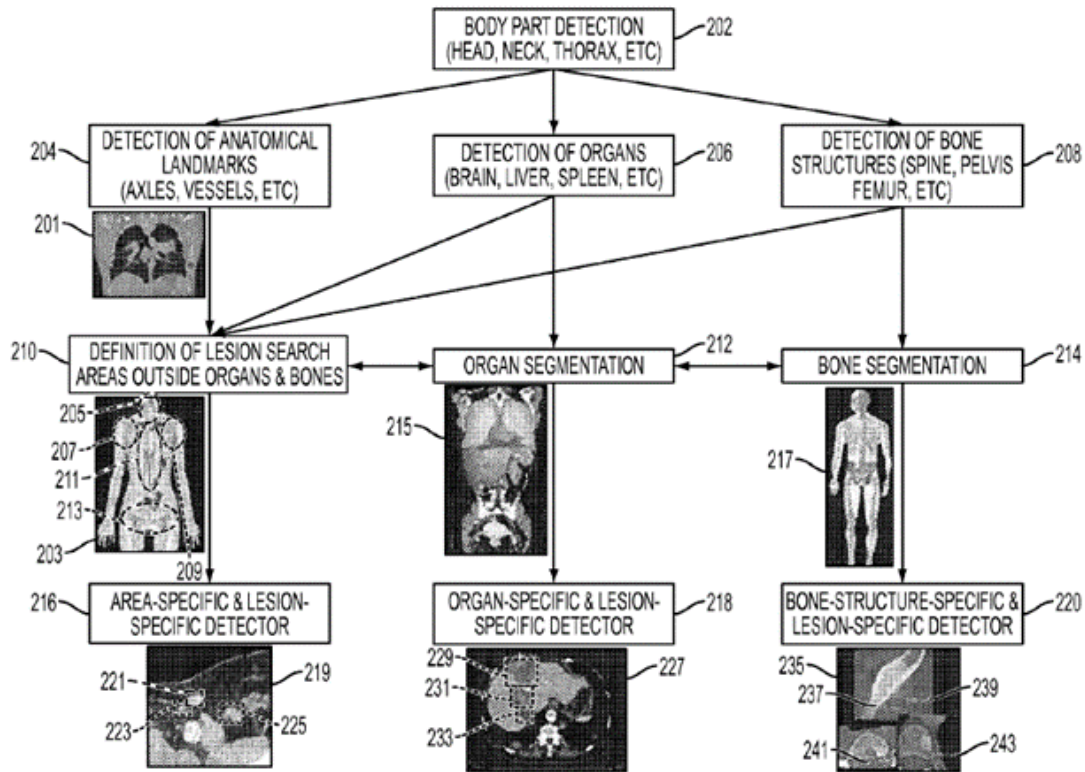 BODY PART DETECTION
(HEAD, NECK, THORAX, ETC)
202
204
DETECTION OF ANATOMICAL
LANDMARKS
(AXLES, VESSELS, ETC)
DETECTION OF ORGANS
(BRAIN, LIVER, SPLEEN, ETC)
206
DETECTION OF BONE
STRUCTURES (SPINE, PELVIS
FEMUR, ETC)
208
201
210
DEFINITION OF LESION SEARCH
AREAS OUTSIDE ORGANS & BONES
ORGAN SEGMENTATION
212
BONE SEGMENTATION
214
205
207
211
213
203
209
215
217
216
AREA-SPECIFIC & LESION-
SPECIFIC DETECTOR
ORGAN-SPECIFIC & LESION-
SPECIFIC DETECTOR
218
BONE-STRUCTURE-SPECIFIC &
LESION-SPECIFIC DETECTOR
220
221
219
223
225
229
227
231
233
235
237
239
241
243